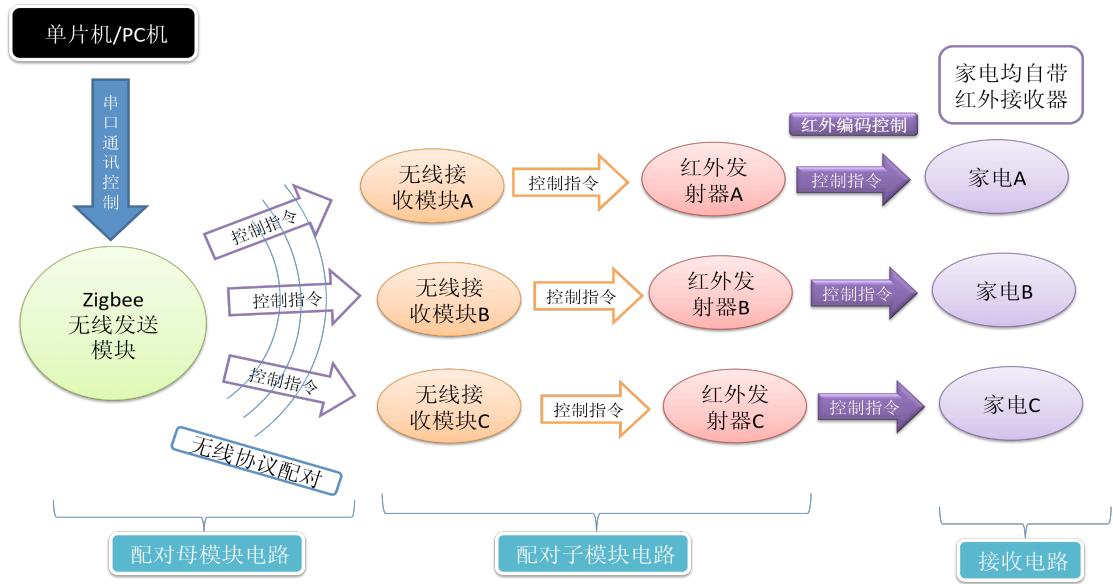 单片机/PC机
串口通讯控制
Zigbee
无线发送
模块
控制指令
控制指令
控制指令
无线协议配对
无线接
收模块A
控制指令
红外发
射器A
红外编码控制
控制指令
家电均自带
红外接收器
家电A
无线接
收模块B
控制指令
红外发
射器B
控制指令
家电B
无线接
收模块C
控制指令
红外发
射器C
控制指令
家电C
配对母模块电路
配对子模块电路
接收电路